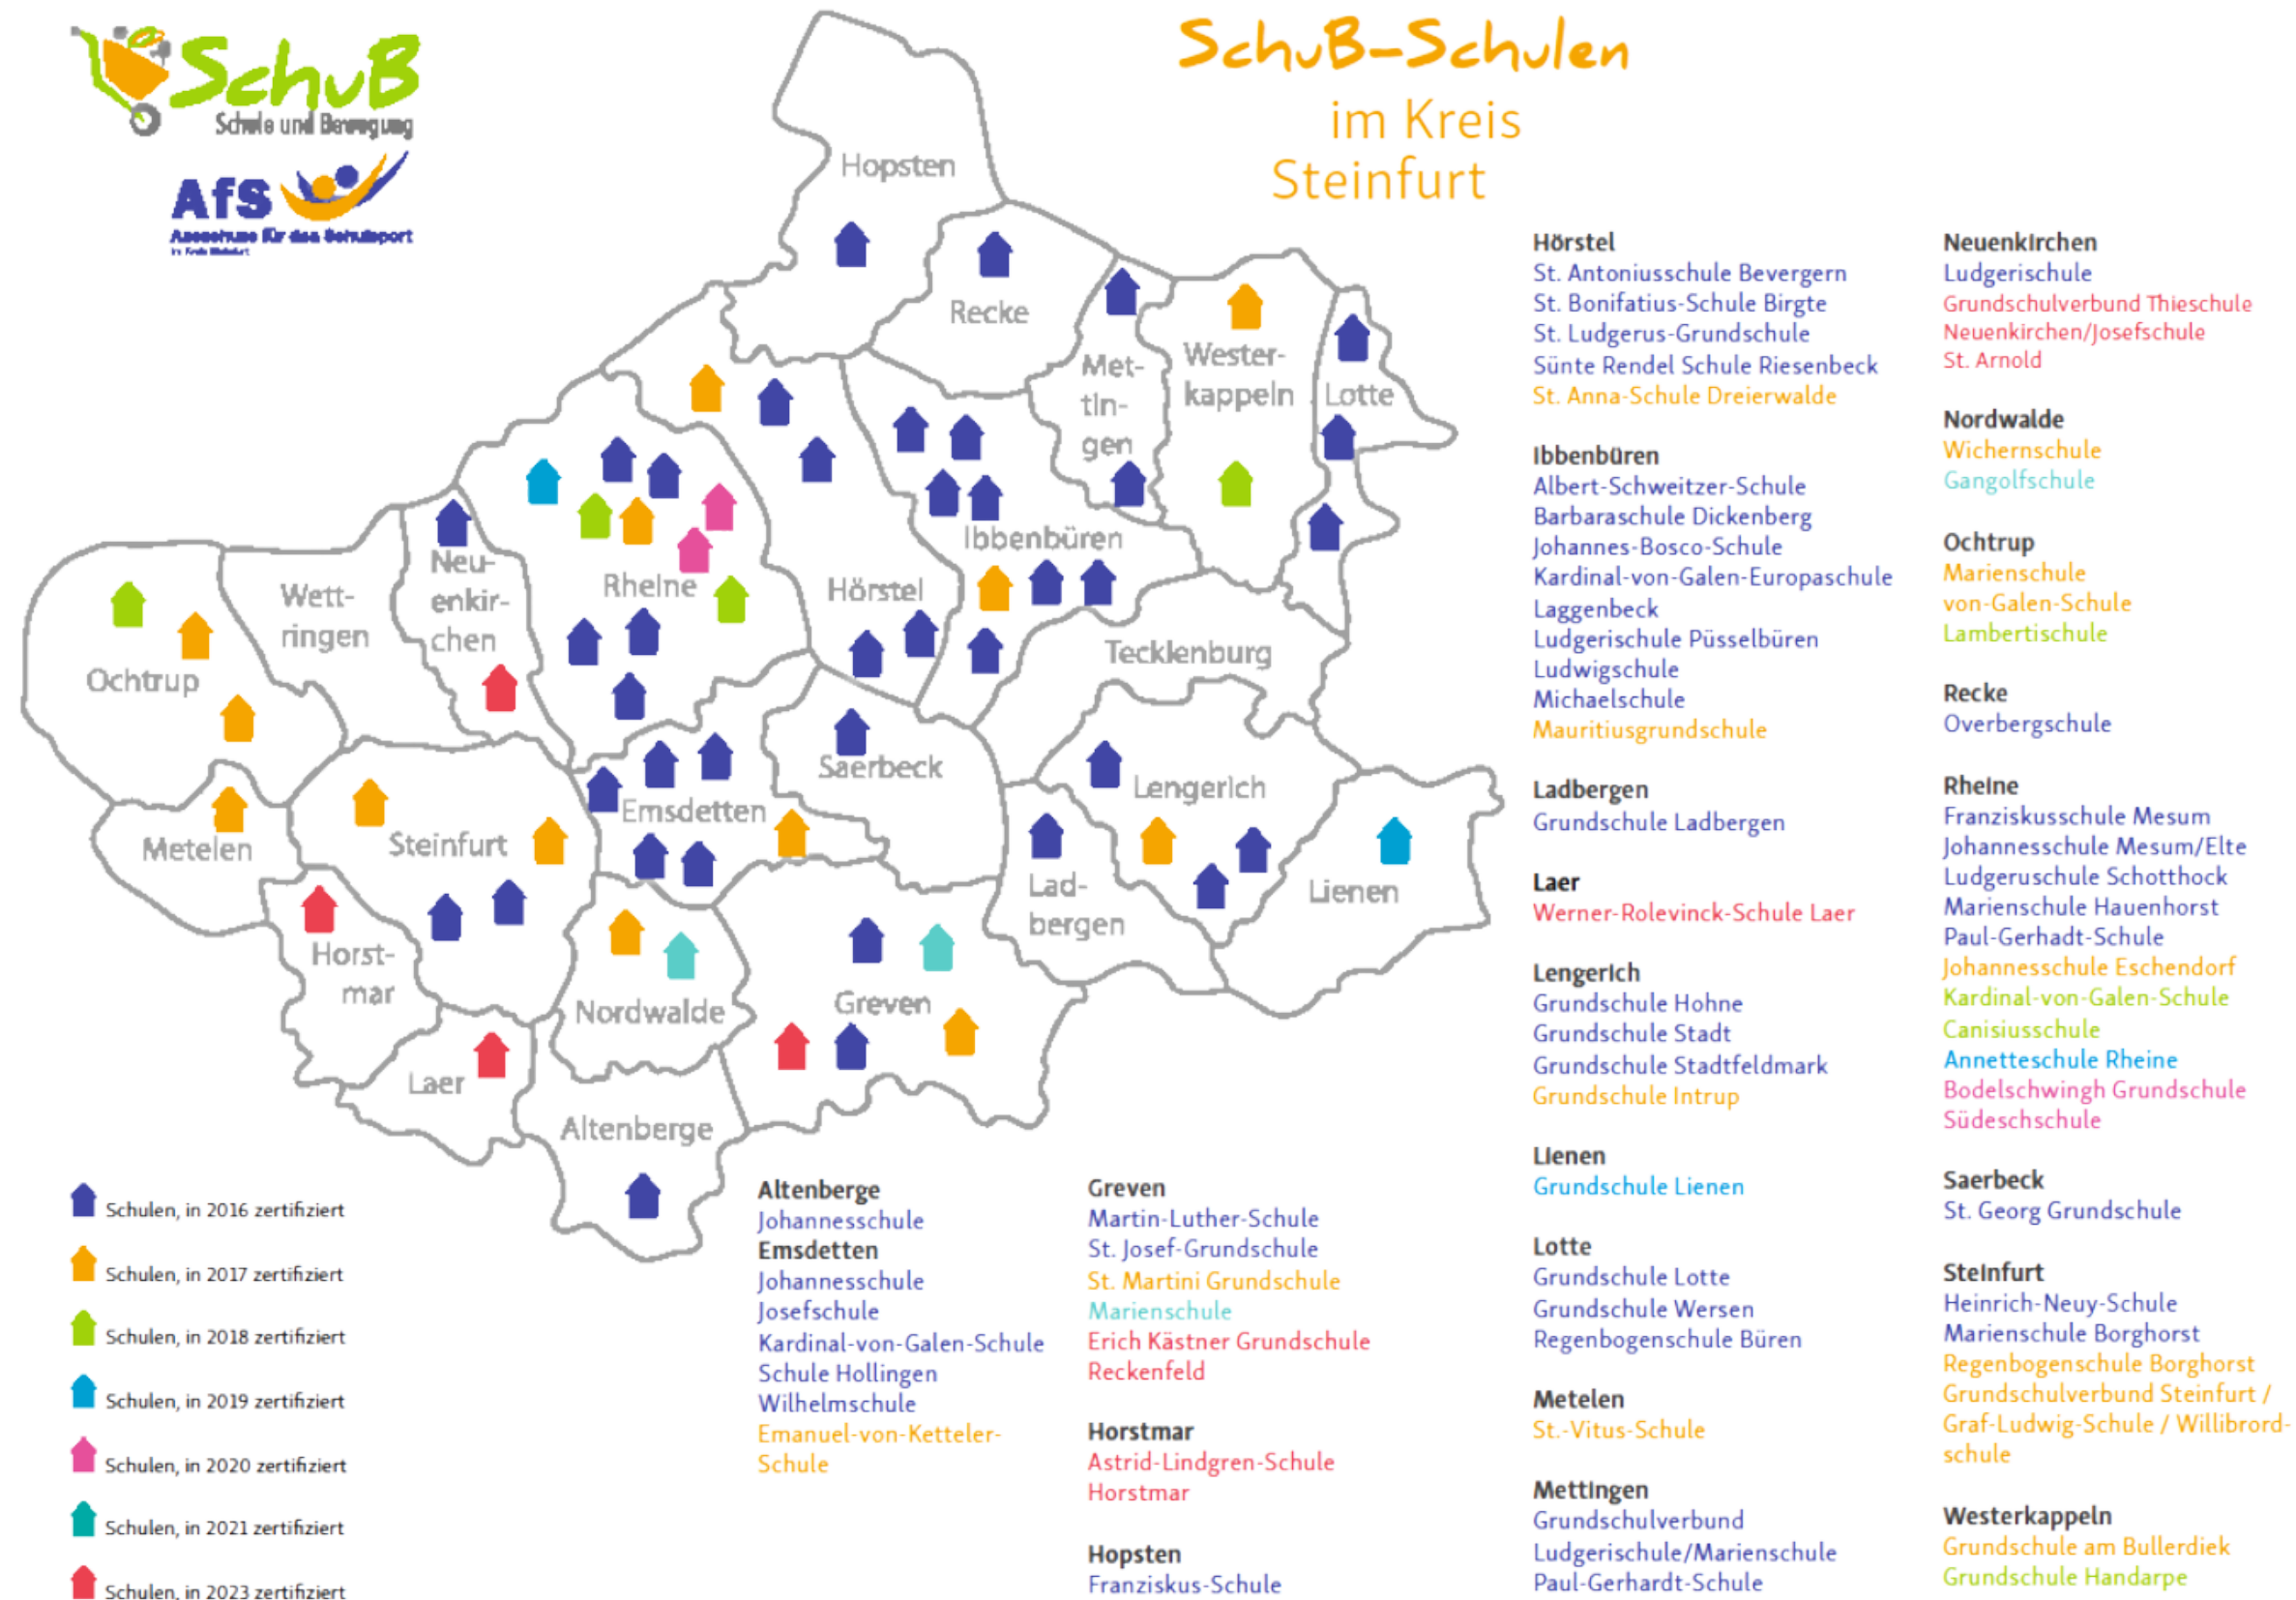 SchuB
Schule und Bewegung
AfS
Ausschuss für den Schulsport
im Kreis Steinfurt
SchuB-Schulen
im Kreis
Steinfurt
Hopsten
Recke
Met-
tin-
gen
Wester-
kappeln
Lotte
Ibbenbüren
Hörstel
Rheine
Neu-
enkir-
chen
Wett-
ringen
Ochtrup
Tecklenburg
Saerbeck
Lengerich
Emsdetten
Steinfurt
Metelen
Lad-
bergen
Lienen
Horst-
mar
Nordwalde
Greven
Laer
Altenberge
Schulen, in 2016 zertifiziert
Schulen, in 2017 zertifiziert
Schulen, in 2018 zertifiziert
Schulen, in 2019 zertifiziert
Schulen, in 2020 zertifiziert
Schulen, in 2021 zertifiziert
Schulen, in 2023 zertifiziert
Altenberge
Johannesschule
Emsdetten
Johannesschule
Josefschule
Kardinal-von-Galen-Schule
Schule Hollingen
Wilhelmschule
Emanuel-von-Ketteler-
Schule
Greven
Martin-Luther-Schule
St. Josef-Grundschule
St. Martini Grundschule
Marienschule
Erich Kästner Grundschule
Reckenfeld
Horstmar
Astrid-Lindgren-Schule
Horstmar
Hopsten
Franziskus-Schule
Hörstel
St. Antoniusschule Bevergern
St. Bonifatius-Schule Birgte
St. Ludgerus-Grundschule
Sünte Rendel Schule Riesenbeck
St. Anna-Schule Dreierwalde
Ibbenbüren
Albert-Schweitzer-Schule
Barbaraschule Dickenberg
Johannes-Bosco-Schule
Kardinal-von-Galen-Europaschule
Laggenbeck
Ludgerischule Püsselbüren
Ludwigschule
Michaelschule
Mauritiusgrundschule
Ladbergen
Grundschule Ladbergen
Laer
Werner-Rolevinck-Schule Laer
Lengerich
Grundschule Hohne
Grundschule Stadt
Grundschule Stadtfeldmark
Grundschule Intrup
Lienen
Grundschule Lienen
Lotte
Grundschule Lotte
Grundschule Wersen
Regenbogenschule Büren
Metelen
St.-Vitus-Schule
Mettingen
Grundschulverbund
Ludgerischule/Marienschule
Paul-Gerhardt-Schule
Neuenkirchen
Ludgerischule
Grundschulverbund Thieschule
Neuenkirchen/Josefschule
St. Arnold
Nordwalde
Wichernschule
Gangolfschule
Ochtrup
Marienschule
von-Galen-Schule
Lambertischule
Recke
Overbergschule
Rheine
Franziskusschule Mesum
Johannesschule Mesum/Elte
Ludgeruschule Schotthock
Marienschule Hauenhorst
Paul-Gerhadt-Schule
Johannesschule Eschendorf
Kardinal-von-Galen-Schule
Canisiusschule
Annetteschule Rheine
Bodelschwingh Grundschule
Südeschschule
Saerbeck
St. Georg Grundschule
Steinfurt
Heinrich-Neuy-Schule
Marienschule Borghorst
Regenbogenschule Borghorst
Grundschulverbund Steinfurt /
Graf-Ludwig-Schule / Willibrord-
schule
Westerkappeln
Grundschule am Bullerdiek
Grundschule Handarpe